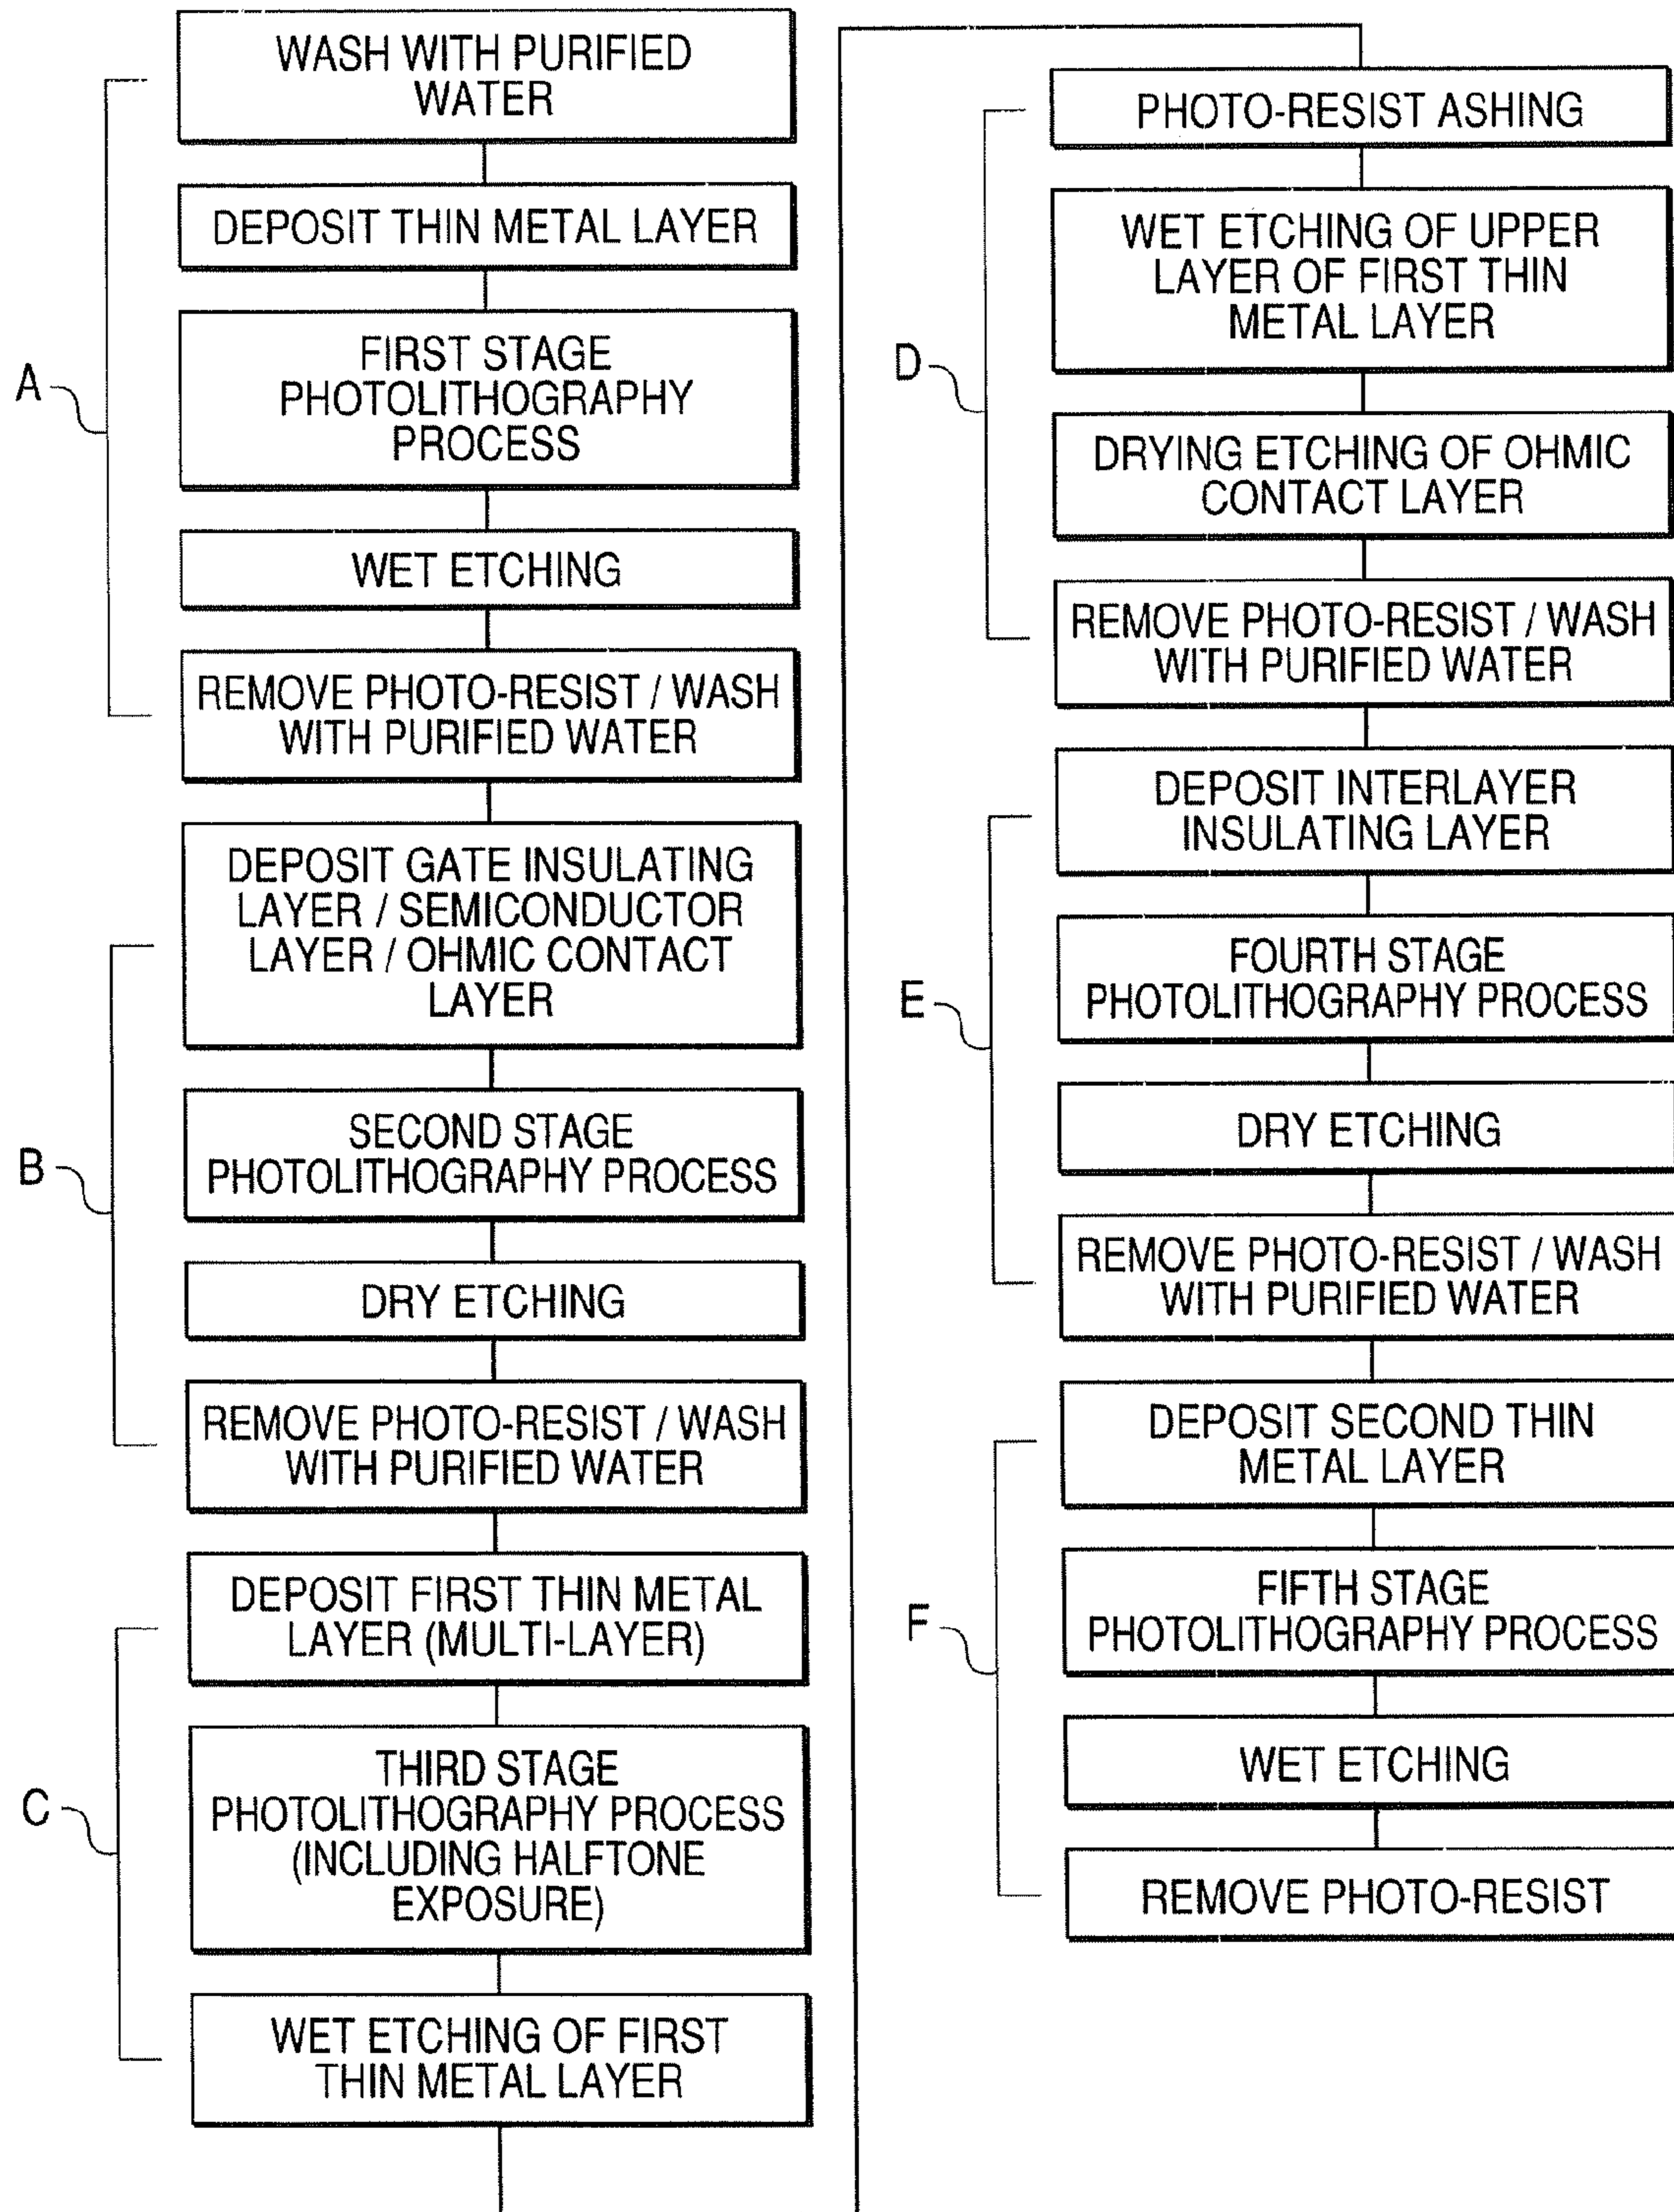 WASH WITH PURIFIED
WATER
DEPOSIT THIN METAL LAYER
FIRST STAGE
PHOTOLITHOGRAPHY
PROCESS
A
WET ETCHING
REMOVE PHOTO-RESIST / WASH
WITH PURIFIED WATER
DEPOSIT GATE INSULATING
LAYER / SEMICONDUCTOR
LAYER / OHMIC CONTACT
LAYER
SECOND STAGE
PHOTOLITHOGRAPHY PROCESS
B
DRY ETCHING
REMOVE PHOTO-RESIST / WASH
WITH PURIFIED WATER
DEPOSIT FIRST THIN METAL
LAYER (MULTI-LAYER)
THIRD STAGE
PHOTOLITHOGRAPHY PROCESS
(INCLUDING HALFTONE
EXPOSURE)
C
WET ETCHING OF FIRST
THIN METAL LAYER
PHOTO-RESIST ASHING
WET ETCHING OF UPPER
LAYER OF FIRST THIN
METAL LAYER
D
DRYING ETCHING OF OHMIC
CONTACT LAYER
REMOVE PHOTO-RESIST / WASH
WITH PURIFIED WATER
DEPOSIT INTERLAYER
INSULATING LAYER
FOURTH STAGE
PHOTOLITHOGRAPHY PROCESS
E
DRY ETCHING
REMOVE PHOTO-RESIST / WASH
WITH PURIFIED WATER
DEPOSIT SECOND THIN
METAL LAYER
FIFTH STAGE
PHOTOLITHOGRAPHY PROCESS
F
WET ETCHING
REMOVE PHOTO-RESIST